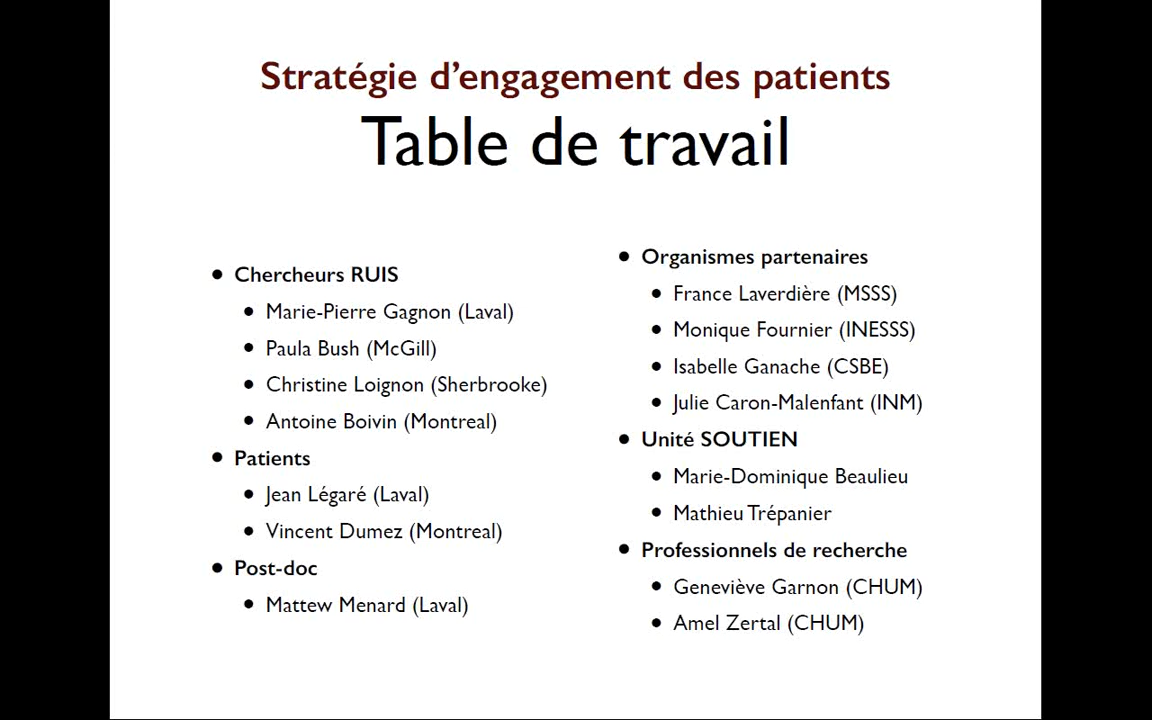 Stratégie d’engagement des patients
Table de travail
• Chercheurs RUIS
• Marie-Pierre Gagnon (Laval)
• Paula Bush (McGill)
• Christine Loignon (Sherbrooke)
• Antoine Boivin (Montreal)
• Patients
• Jean Légaré (Laval)
• Vincent Dumez (Montreal)
• Post-doc
• Mattew Menard (Laval)
• Organismes partenaires
• France Laverdière (MSSS)
• Monique Fournier (INESSS)
• Isabelle Ganache (CSBE)
• Julie Caron-Malenfant (INM)
• Unité SOUTIEN
• Marie-Dominique Beaulieu
• Mathieu Trépanier
• Professionnels de recherche
• Geneviève Garnon (CHUM)
• Amel Zertal (CHUM)